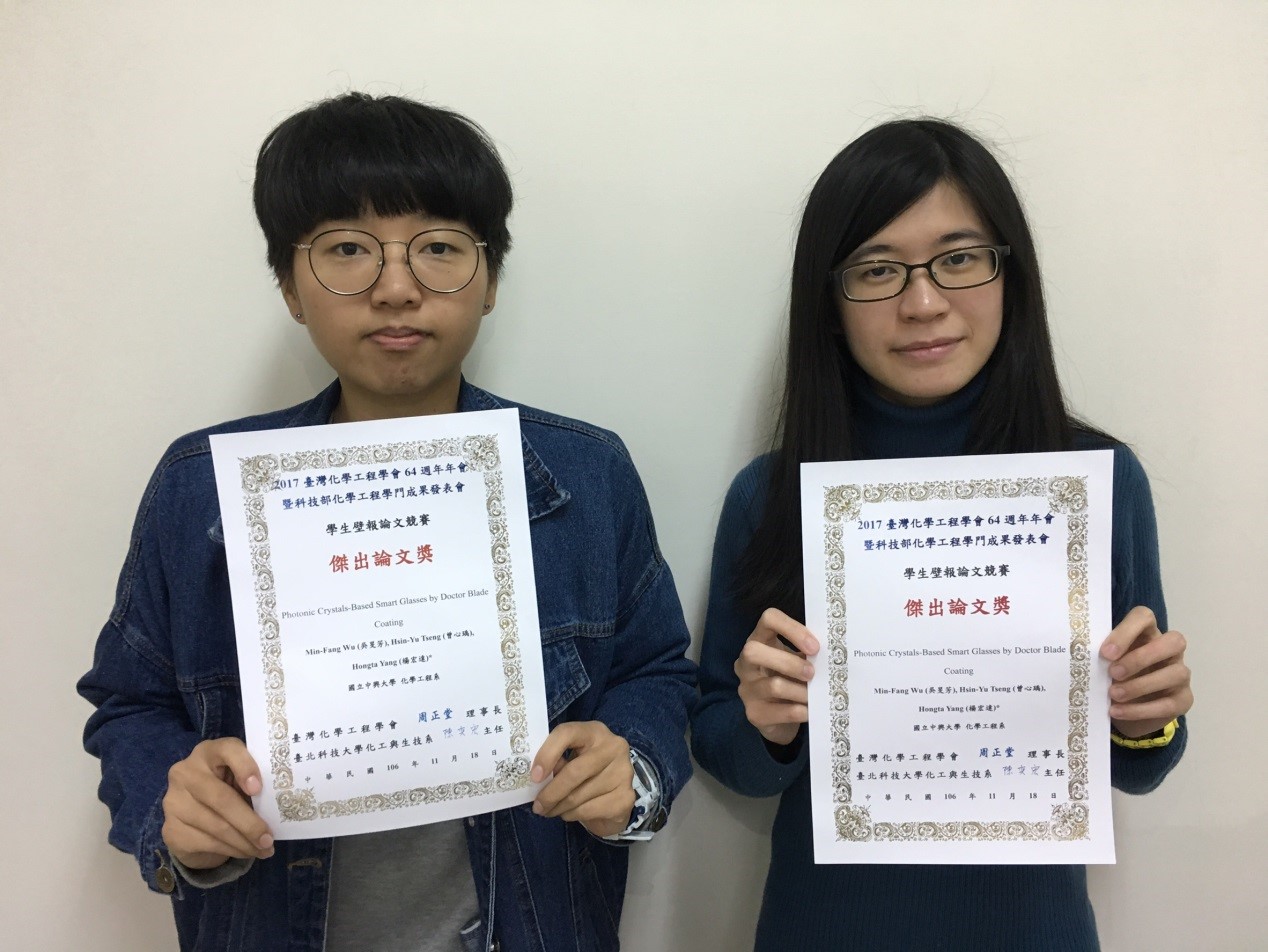 2017 臺灣化學工程學會 64 週年年會
暨科技部化學工程學門成果發表會
學生壁報論文競賽
傑出論文獎
Photonic Crystals-Based Smart Glasses by Doctor Blade
Coating
Min-Fang Wu (吳旻芳), Hsin-Yu Tseng (曾心瑀),
Hongta Yang (楊宏達)*
國立中興大學 化學工程系
臺灣化學工程學會 周正堂 理事長
臺北科技大學化工與生技系 主任
中 華 民 國 106 年 11 月 18 日
2017 臺灣化學工程學會 64 週年年會
暨科技部化學工程學門成果發表會
學生壁報論文競賽
傑出論文獎
Photonic Crystals-Based Smart Glasses by Doctor Blade
Coating
Min-Fang Wu (吳旻芳), Hsin-Yu Tseng (曾心瑀),
Hongta Yang (楊宏達)*
國立中興大學 化學工程系
臺灣化學工程學會 周正堂 理事長
臺北科技大學化工與生技系 主任
中 華 民 國 106 年 11 月 18 日